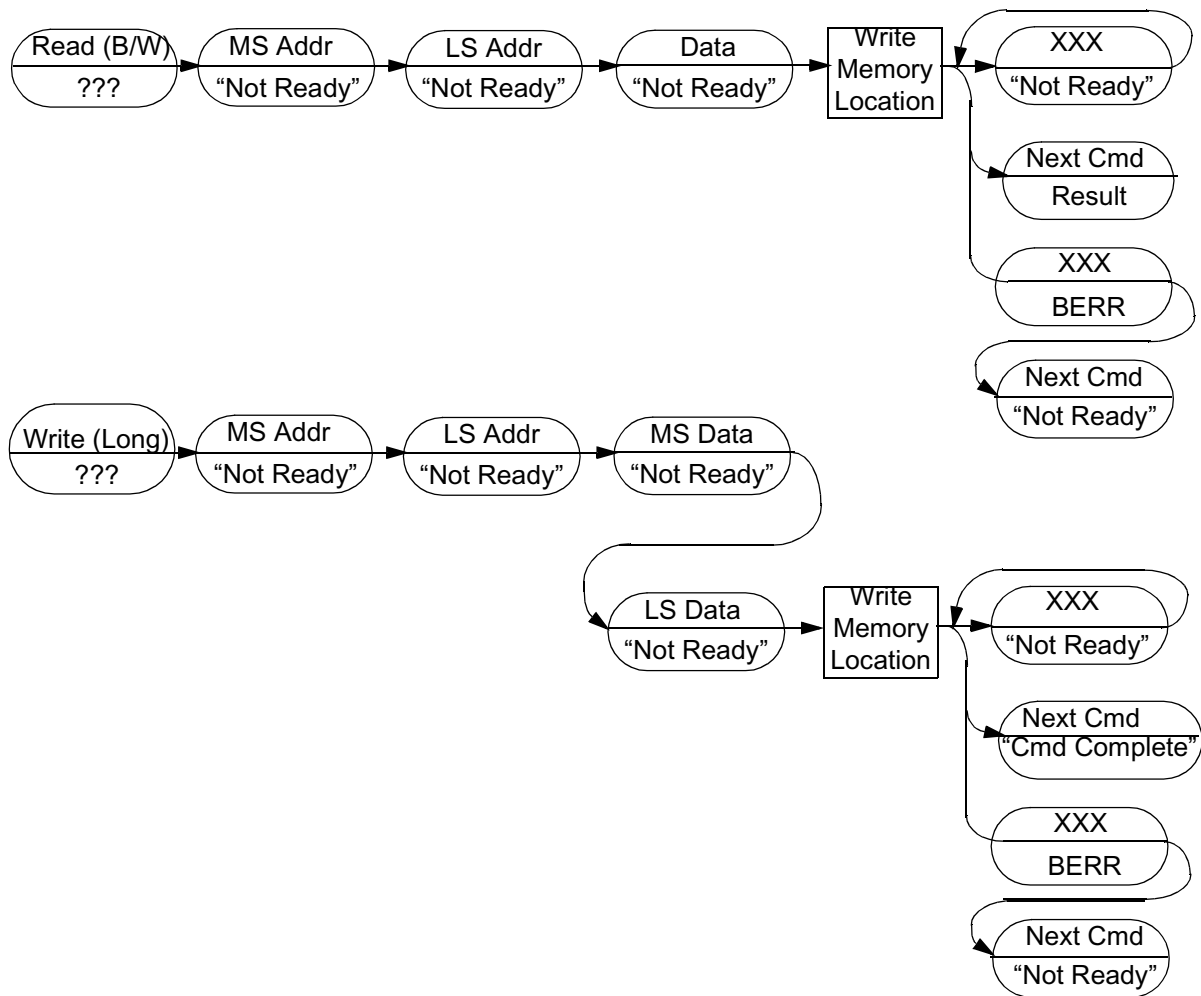 Read (B/W)
???
MS Addr
“Not Ready”
LS Addr
“Not Ready”
Data
“Not Ready”
Write
Memory
Location
XXX
“Not Ready”
Next Cmd
Result
XXX
BERR
Next Cmd
“Not Ready”
Write (Long)
???
MS Addr
“Not Ready”
LS Addr
“Not Ready”
MS Data
“Not Ready”
LS Data
“Not Ready”
Write
Memory
Location
XXX
“Not Ready”
Next Cmd
“Cmd Complete”
XXX
BERR
Next Cmd
“Not Ready”